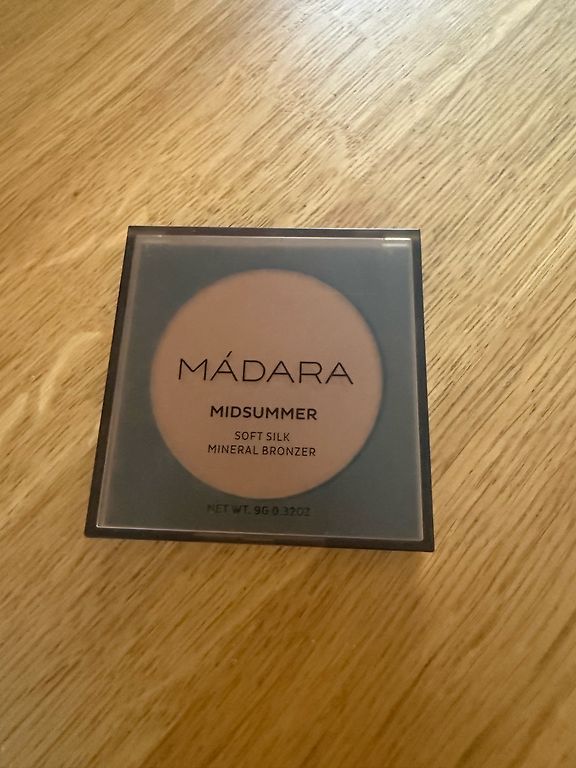 MÁDARA
MIDSUMMER
SOFT SILK
MINERAL BRONZER
NET WT. 9G 0.32OZ